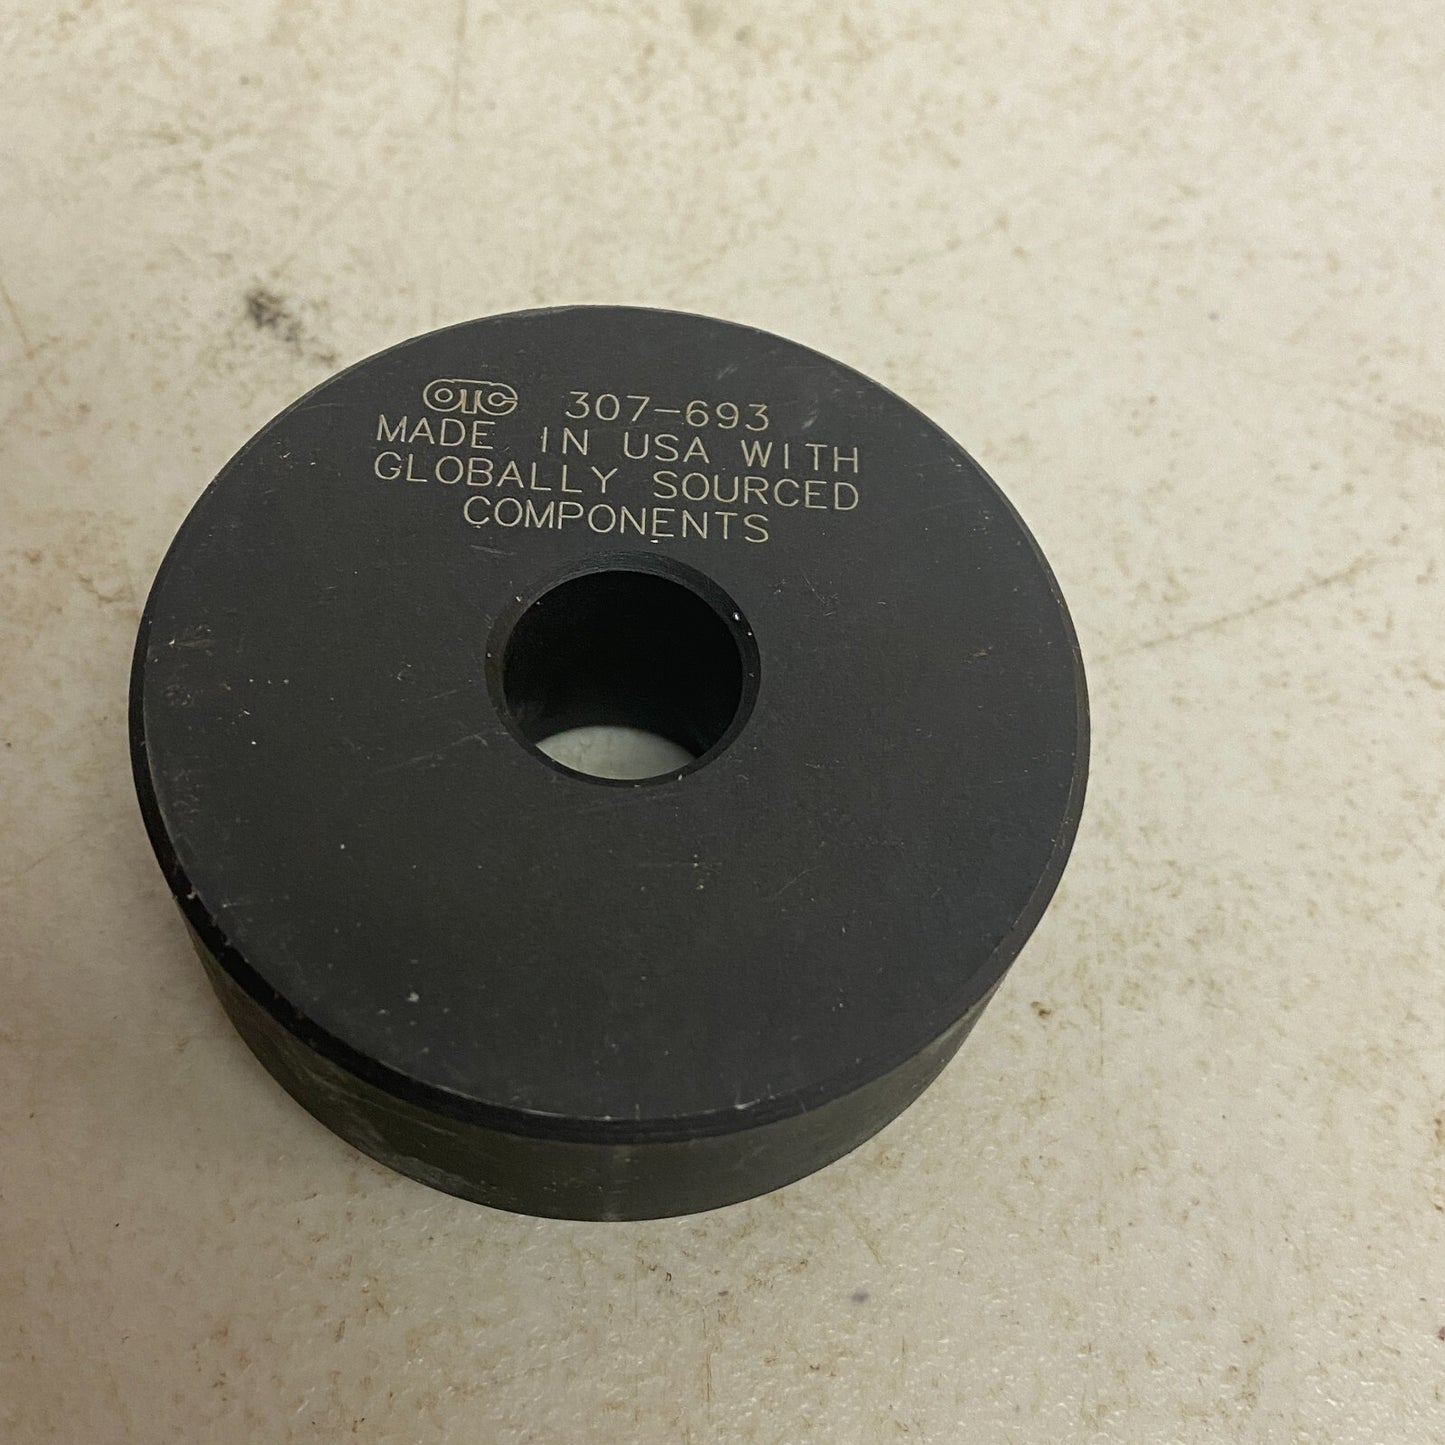 OTC 307-693
MADE IN USA WITH
GLOBALLY SOURCED
COMPONENTS